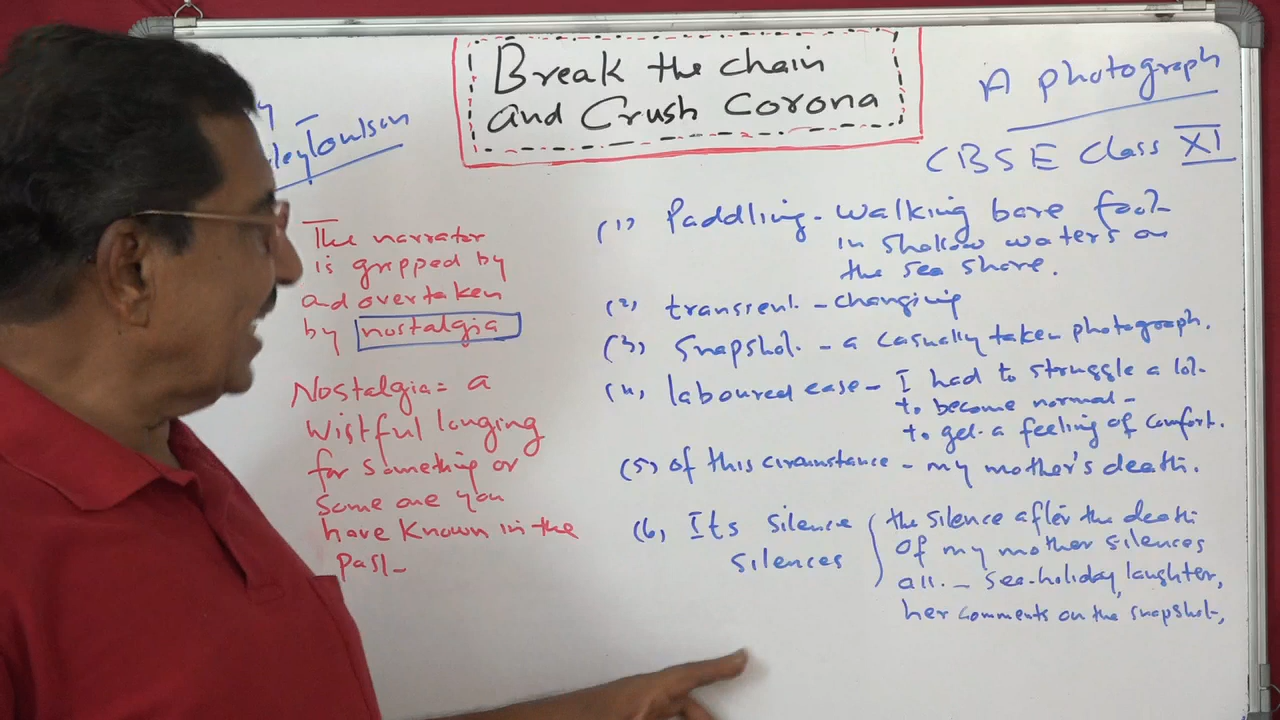 Break the chain
and Crush Corona
A photograph
CBSE Class XI
y
leyToulson
The narrator
is gripped by
and overtaken
by nostalgia
Nostalgia = a
Wistful longing
for something or
some one you
have known in the
past -
(1) Paddling - walking bare foot
in shallow waters on
the sea shore.
(2) transient - changing
(3) Snapshot - a casually taken photograph.
(4) laboured ease - I had to struggle a lot
to become normal -
to get a feeling of comfort.
(5) of this circumstance - my mother's death.
(6) Its silence
silences
the silence after the death
of my mother silences
all. - sea-holiday, laughter,
her comments on the snapshot,